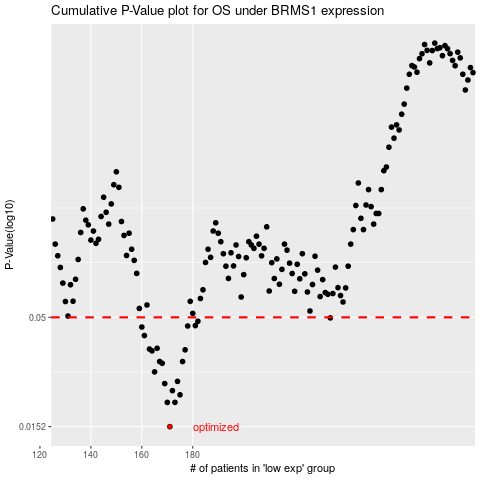 Cumulative P-Value plot for OS under BRMS1 expression
P-Value(log10)
0.05
0.0152
optimized
120
140
160
180
# of patients in 'low exp' group